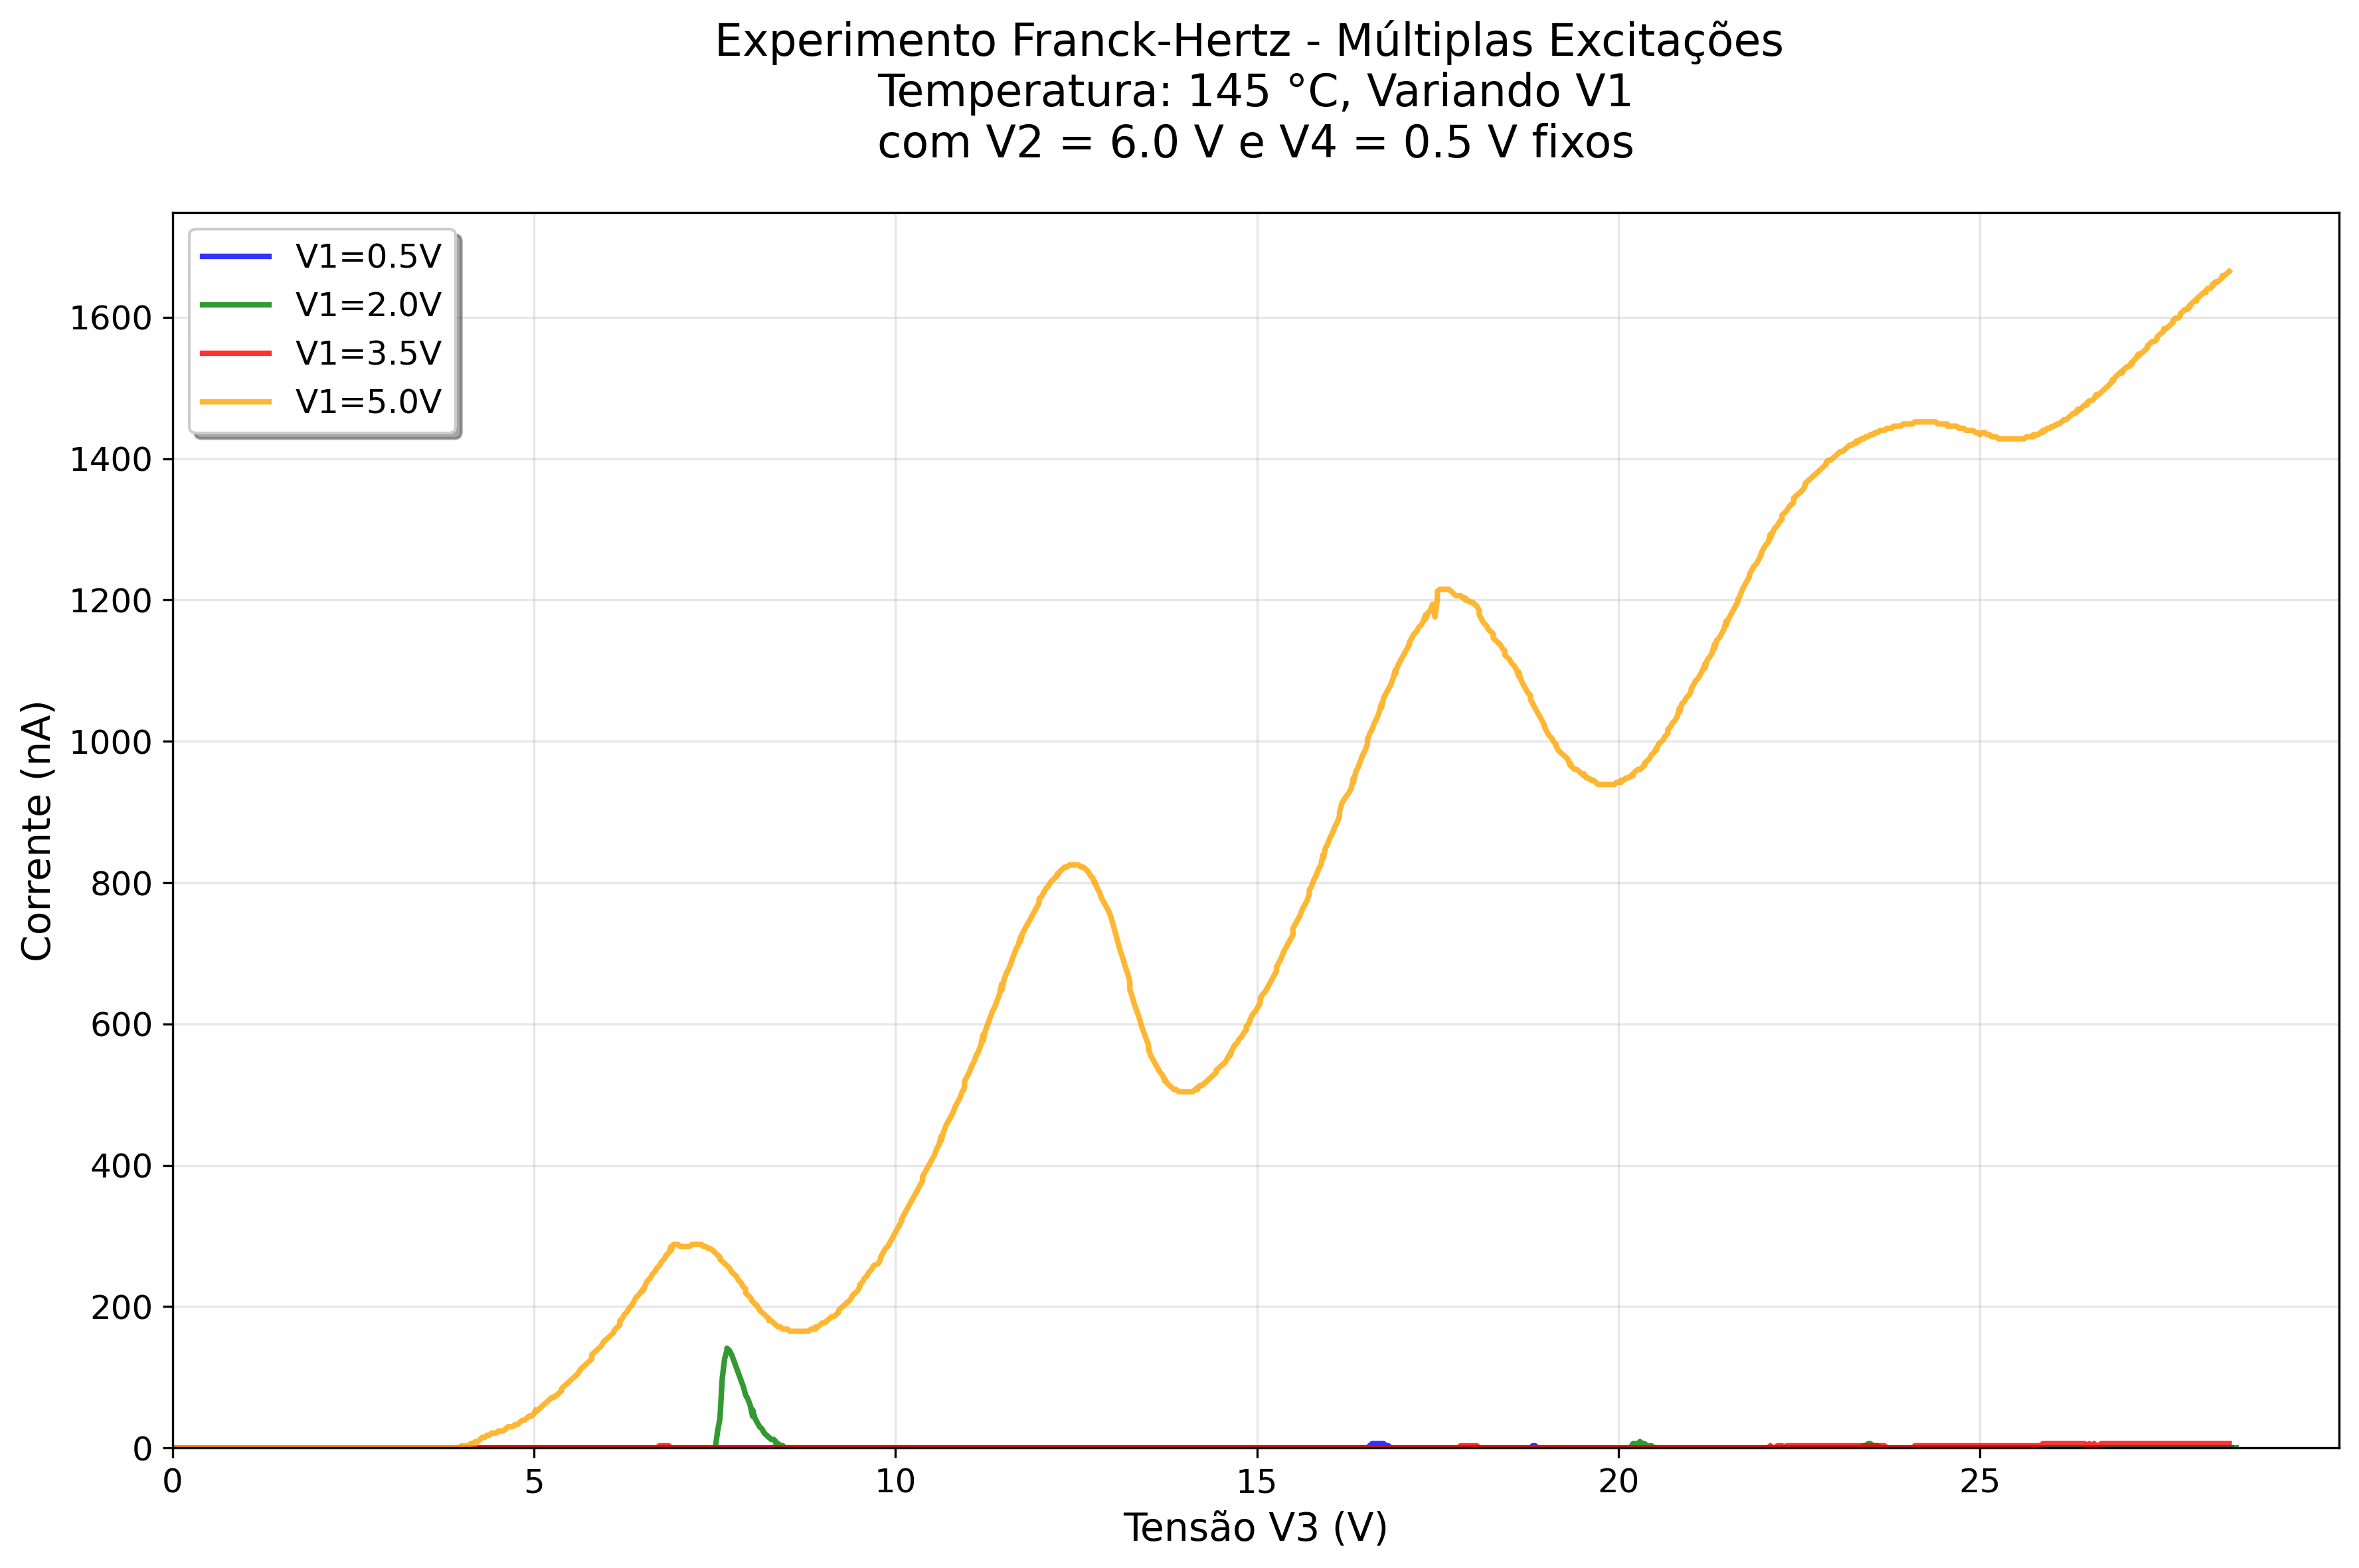 Experimento Franck-Hertz - Múltiplas Excitações
Temperatura: 145 °C, Variando V1
com V2 = 6.0 V e V4 = 0.5 V fixos
V1=0.5V
V1=2.0V
V1=3.5V
V1=5.0V
1600
1400
1200
1000
800
600
400
200
0
Corrente (nA)
0
5
10
15
20
25
Tensão V3 (V)